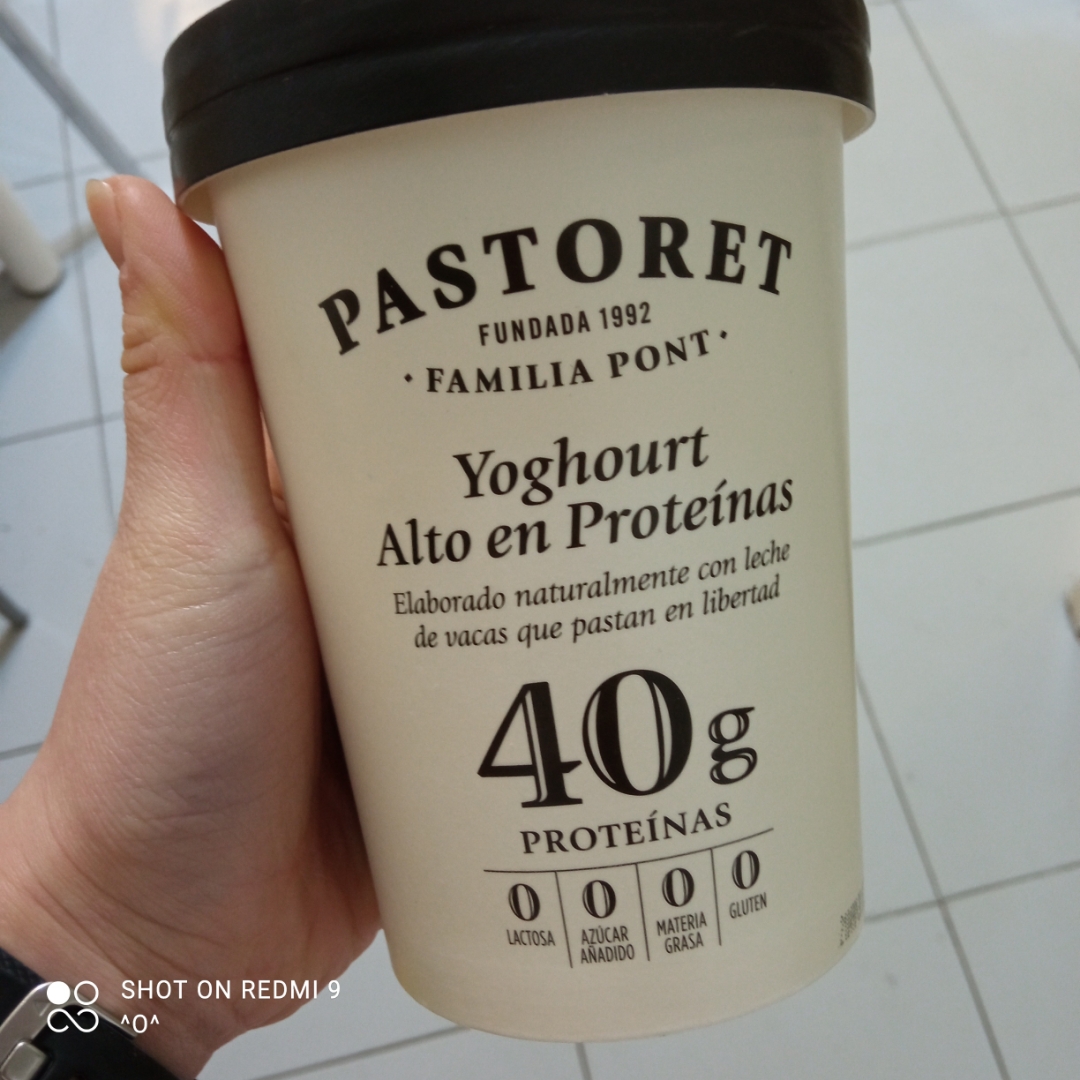 PASTORET
FUNDADA 1992
· FAMILIA PONT ·
Yoghourt
Alto en Proteínas
Elaborado naturalmente con leche
de vacas que pastan en libertad
40g
PROTEÍNAS
0 LACTOSA
0 AZÚCAR AÑADIDO
0 MATERIA GRASA
0 GLUTEN
SHOT ON REDMI 9
^O^